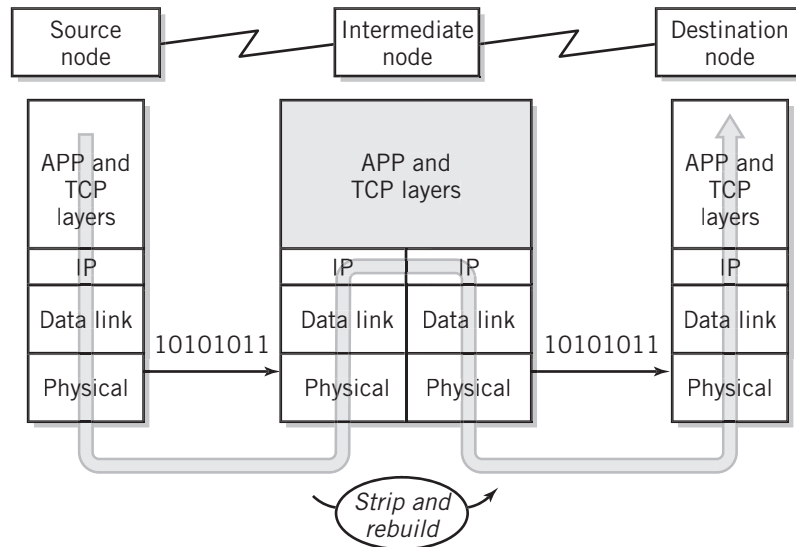 Source
node
Intermediate
node
Destination
node
APP and
TCP
layers
IP
Data link
Physical
10101011
APP and
TCP layers
IP
IP
Data link
Data link
Physical
Physical
10101011
APP and
TCP
layers
IP
Data link
Physical
Strip and
rebuild